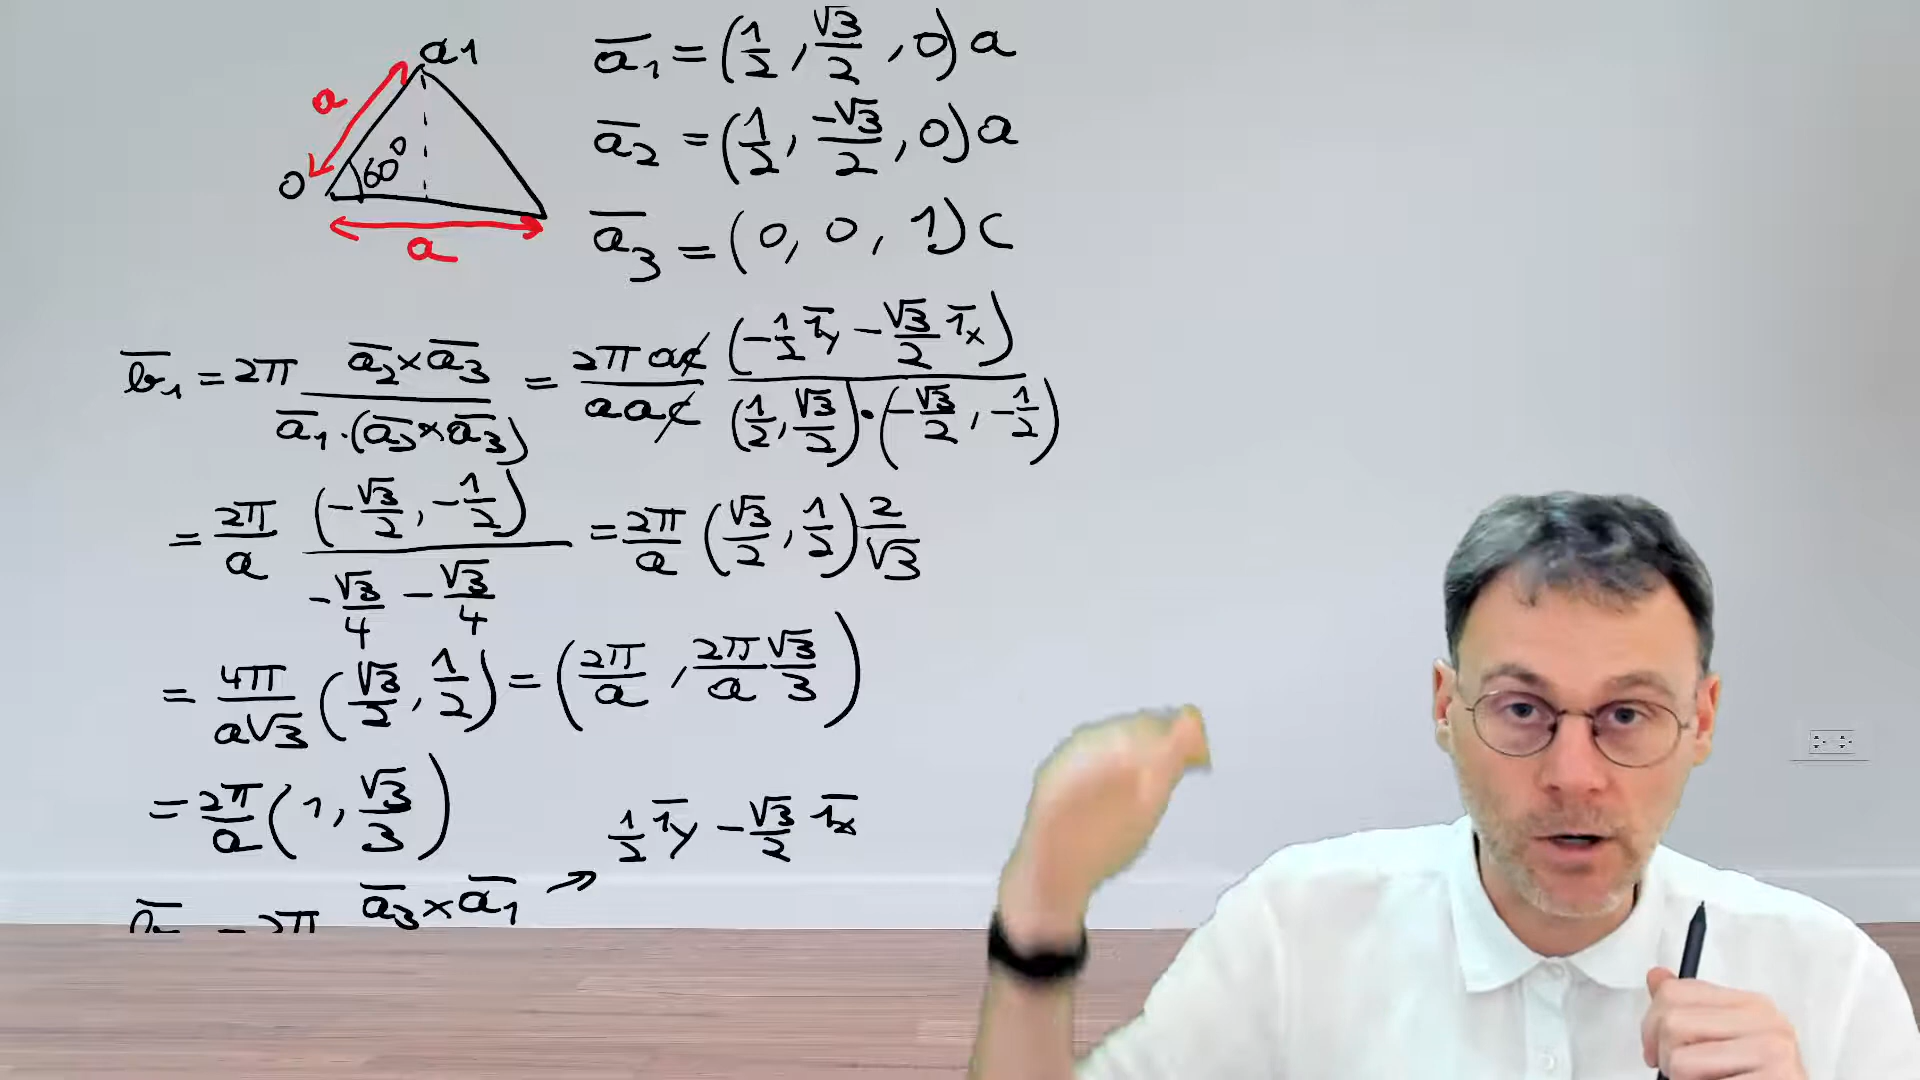 a1
a
0
60°
a
a̅₁ = (1/2, √3/2, 0) a
a̅₂ = (1/2, -√3/2, 0) a
a̅₃ = (0, 0, 1) c
b̅₁ = 2π (a̅₂ × a̅₃)/(a̅₁·(a̅₂ × a̅₃)) = (2π a c)/(a a c) (-1/2 1̅y - √3/2 1̅x)/((1/2, √3/2)·(-√3/2, -1/2))
= 2π/a (-√3/2, -1/2)/(-√3/4 - √3/4) = 2π/a (√3/2, 1/2) 2/√3
= 4π/(a√3) (√3/2, 1/2) = (2π/a, 2π/a √3/3)
= 2π/a (1, √3/3)
1/2 1̅y - √3/2 1̅x
= 2π a̅₃ × a̅₁ →